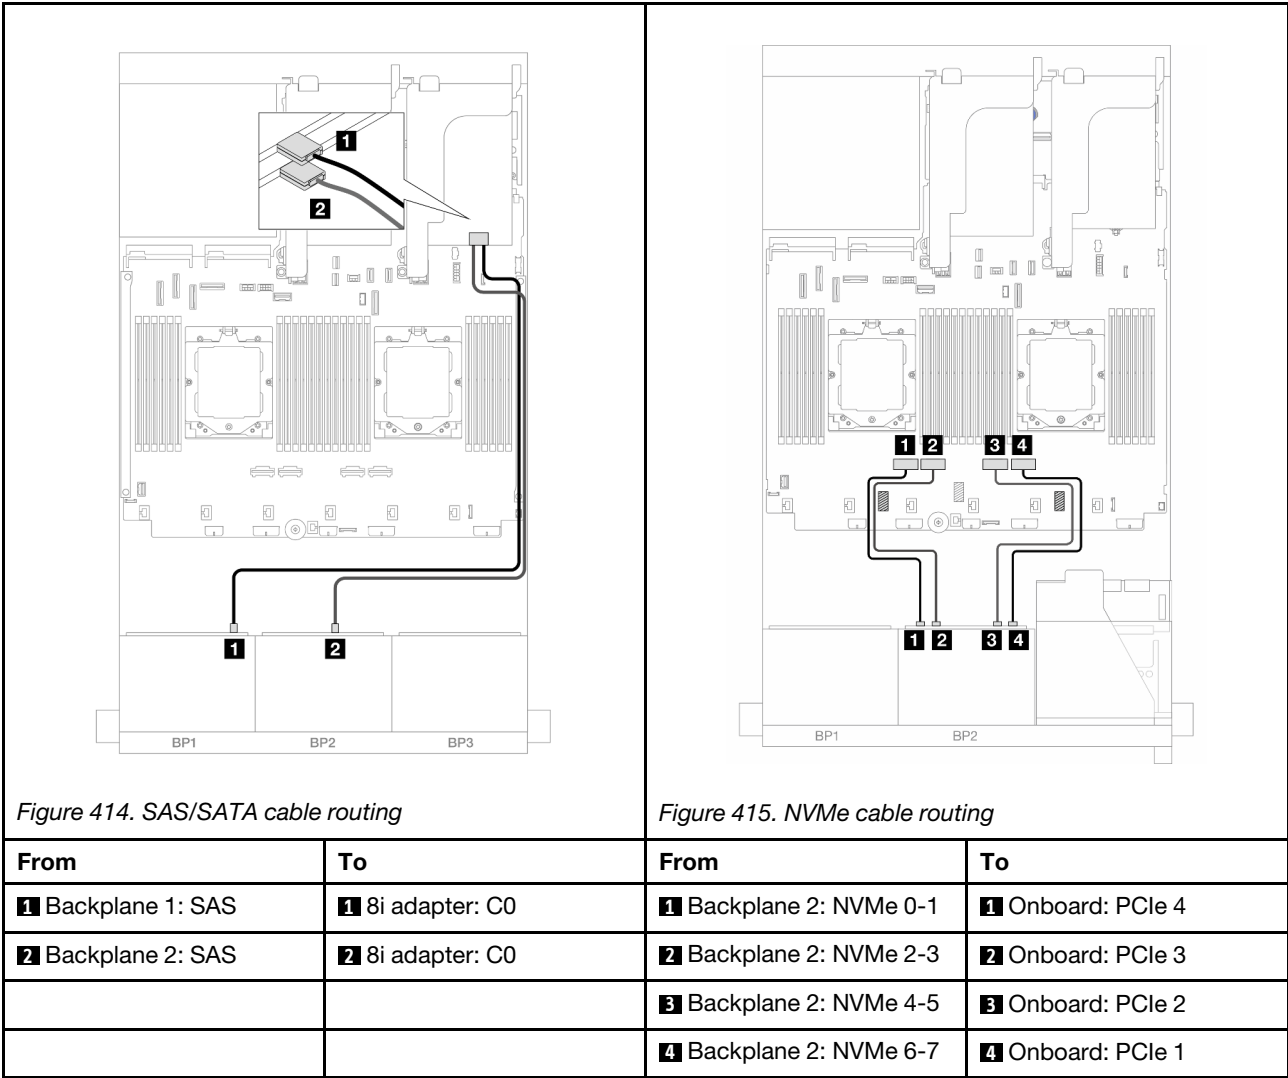 1
2
1
2
BP1
BP2
BP3
Figure 414. SAS/SATA cable routing
1 2 3 4
1 2 3 4
BP1
BP2
Figure 415. NVMe cable routing
From To
1 Backplane 1: SAS 1 8i adapter: C0
2 Backplane 2: SAS 2 8i adapter: C0
From To
1 Backplane 2: NVMe 0-1 1 Onboard: PCIe 4
2 Backplane 2: NVMe 2-3 2 Onboard: PCIe 3
3 Backplane 2: NVMe 4-5 3 Onboard: PCIe 2
4 Backplane 2: NVMe 6-7 4 Onboard: PCIe 1